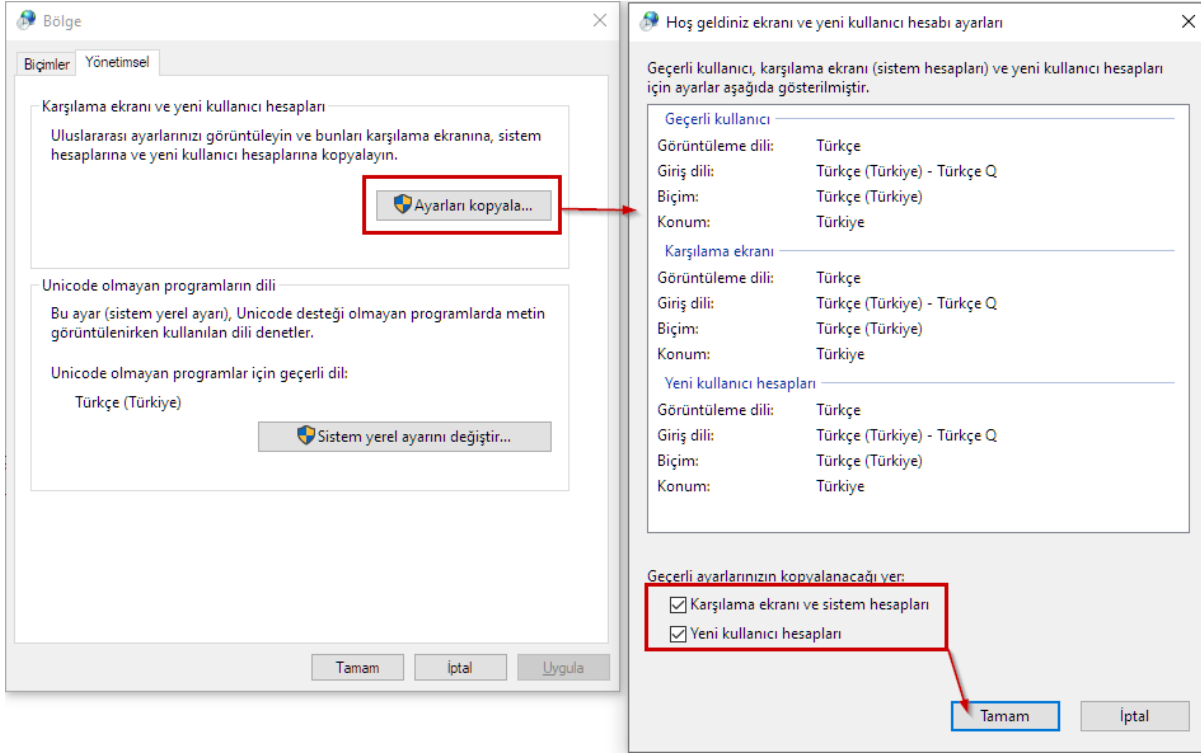 Bölge
Biçimler
Yönetimsel
Karşılama ekranı ve yeni kullanıcı hesapları
Uluslararası ayarlarınızı görüntüleyin ve bunları karşılama ekranına, sistem
hesaplarına ve yeni kullanıcı hesaplarına kopyalayın.
Ayarları kopyala...
Unicode olmayan programların dili
Bu ayar (sistem yerel ayarı), Unicode desteği olmayan programlarda metin
görüntülenirken kullanılan dili denetler.
Unicode olmayan programlar için geçerli dil:
Türkçe (Türkiye)
Sistem yerel ayarını değiştir...
Tamam
İptal
Uygula
Hoş geldiniz ekranı ve yeni kullanıcı hesabı ayarları
Geçerli kullanıcı, karşılama ekranı (sistem hesapları) ve yeni kullanıcı hesapları
için ayarlar aşağıda gösterilmiştir.
Geçerli kullanıcı
Görüntüleme dili: Türkçe
Giriş dili: Türkçe (Türkiye) - Türkçe Q
Biçim: Türkçe (Türkiye)
Konum: Türkiye
Karşılama ekranı
Görüntüleme dili: Türkçe
Giriş dili: Türkçe (Türkiye) - Türkçe Q
Biçim: Türkçe (Türkiye)
Konum: Türkiye
Yeni kullanıcı hesapları
Görüntüleme dili: Türkçe
Giriş dili: Türkçe (Türkiye) - Türkçe Q
Biçim: Türkçe (Türkiye)
Konum: Türkiye
Geçerli ayarlarınızın kopyalanacağı yer:
Karşılama ekranı ve sistem hesapları
Yeni kullanıcı hesapları
Tamam
İptal